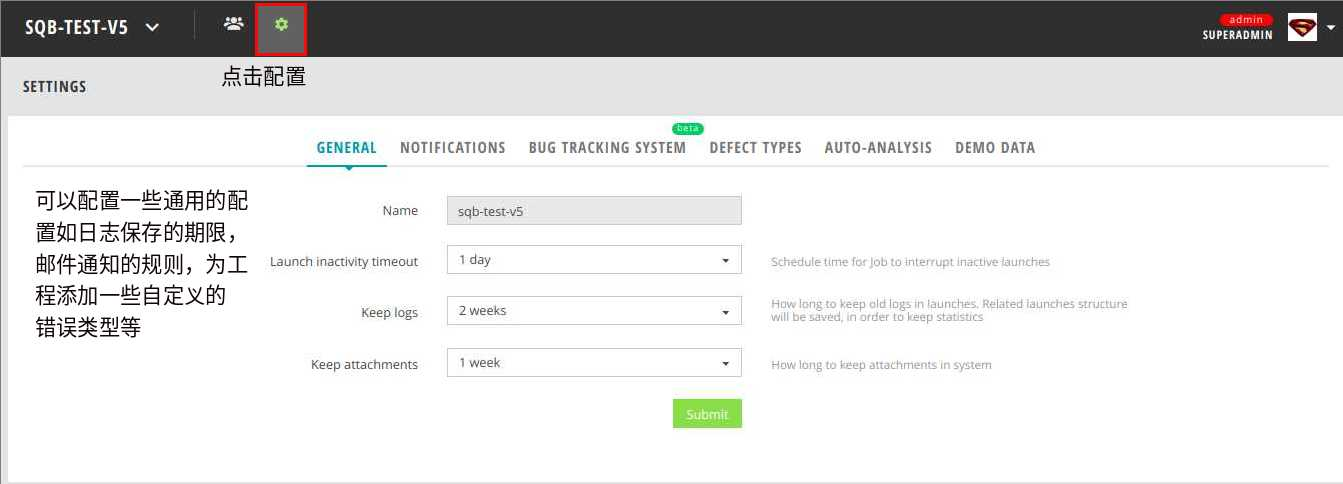 SQB-TEST-V5
admin
SUPERADMIN
点击配置
SETTINGS
beta
GENERAL NOTIFICATIONS BUG TRACKING SYSTEM DEFECT TYPES AUTO-ANALYSIS DEMO DATA
可以配置一些通用的配
置如日志保存的期限，
邮件通知的规则，为工
程添加一些自定义的
错误类型等
Name sqb-test-v5
Launch inactivity timeout 1 day Schedule time for Job to interrupt inactive launches
Keep logs 2 weeks How long to keep old logs in launches. Related launches structure
will be saved, in order to keep statistics
Keep attachments 1 week How long to keep attachments in system
Submit